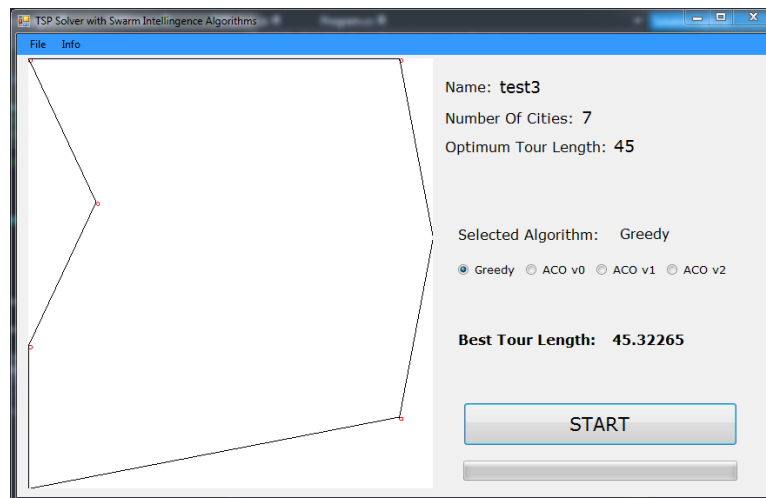 TSP Solver with Swarm Intellingence Algorithms
File Info
Name: test3
Number Of Cities: 7
Optimum Tour Length: 45
Selected Algorithm: Greedy
Greedy ACO v0 ACO v1 ACO v2
Best Tour Length: 45.32265
START